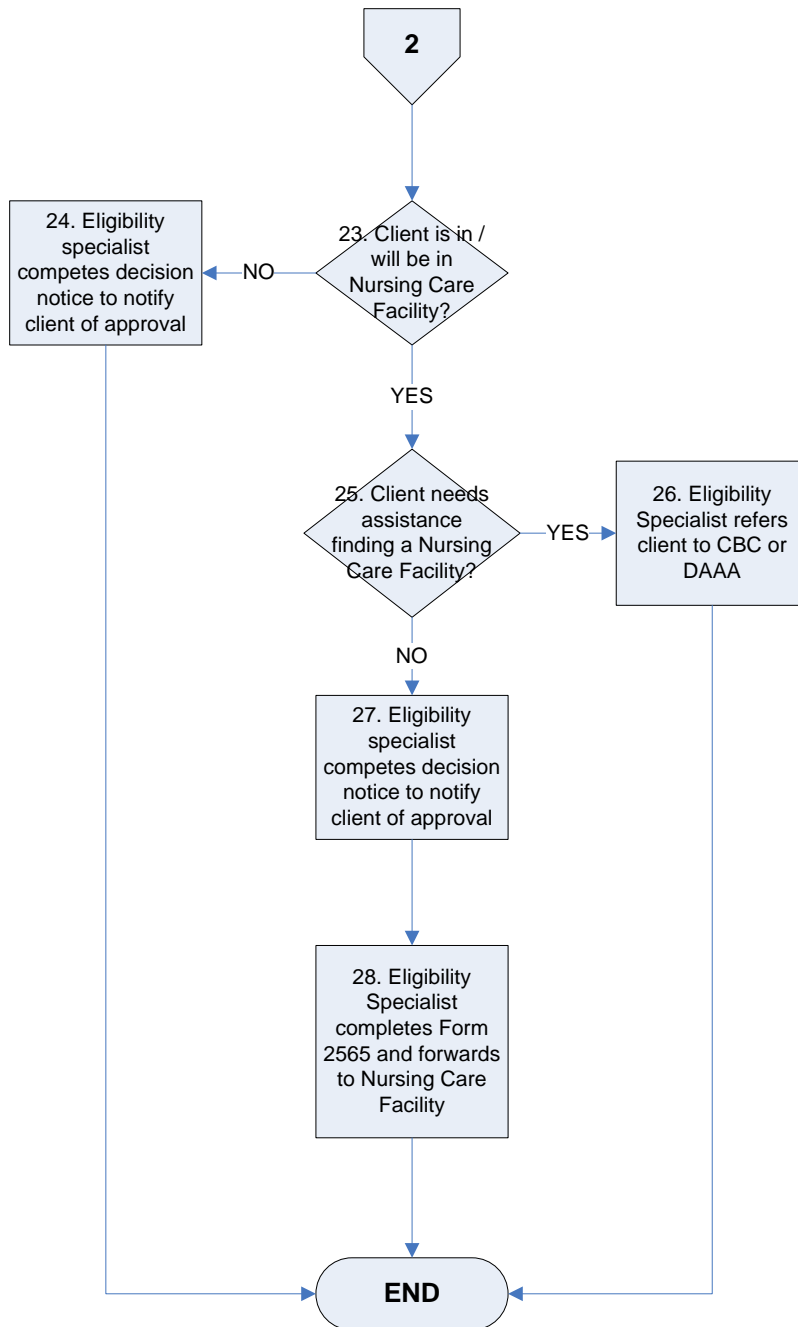 2
23. Client is in /
will be in
Nursing Care
Facility?
NO
24. Eligibility
specialist
competes decision
notice to notify
client of approval
YES
25. Client needs
assistance
finding a Nursing
Care Facility?
YES
26. Eligibility
Specialist refers
client to CBC or
DAAA
NO
27. Eligibility
specialist
competes decision
notice to notify
client of approval
28. Eligibility
Specialist
completes Form
2565 and forwards
to Nursing Care
Facility
END